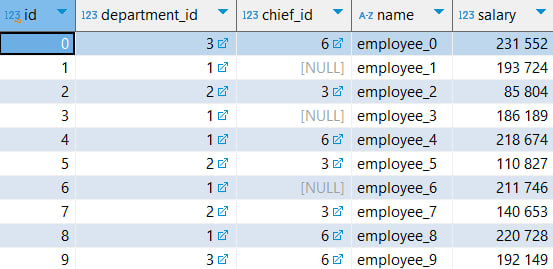 123 id 123 department_id 123 chief_id A-Z name 123 salary
0 3 6 employee_0 231 552
1 1 [NULL] employee_1 193 724
2 2 3 employee_2 85 804
3 1 [NULL] employee_3 186 189
4 1 6 employee_4 218 674
5 2 3 employee_5 110 827
6 1 [NULL] employee_6 211 746
7 2 3 employee_7 140 653
8 1 6 employee_8 220 728
9 3 6 employee_9 192 149